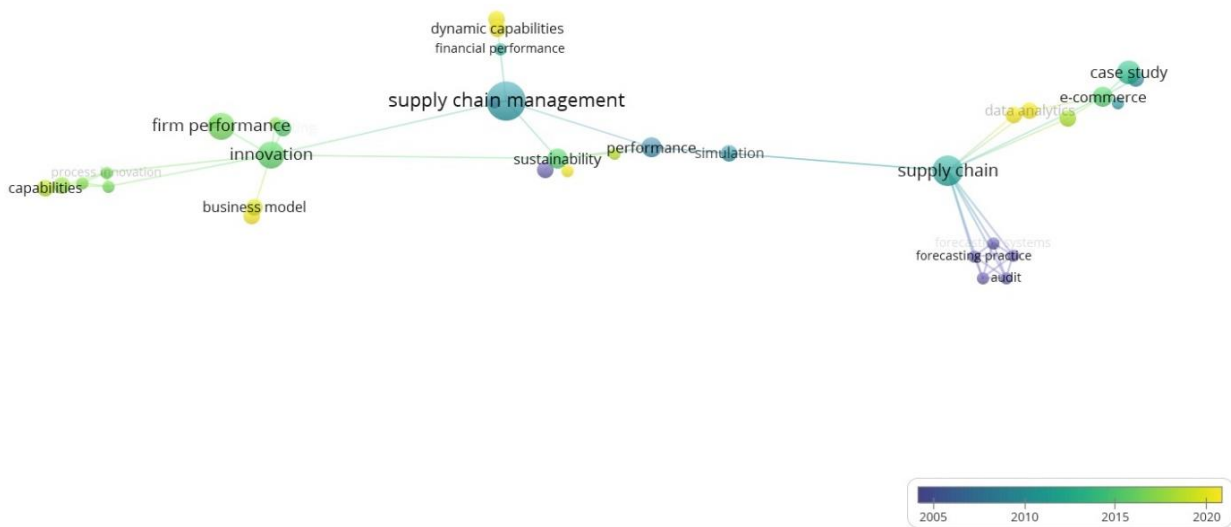 dynamic capabilities
financial performance
case study
supply chain management
e-commerce
data analytics
firm performance
innovation
performance
simulation
sustainability
process innovation
supply chain
capabilities
business model
forecasting systems
forecasting practice
audit
2005
2010
2015
2020